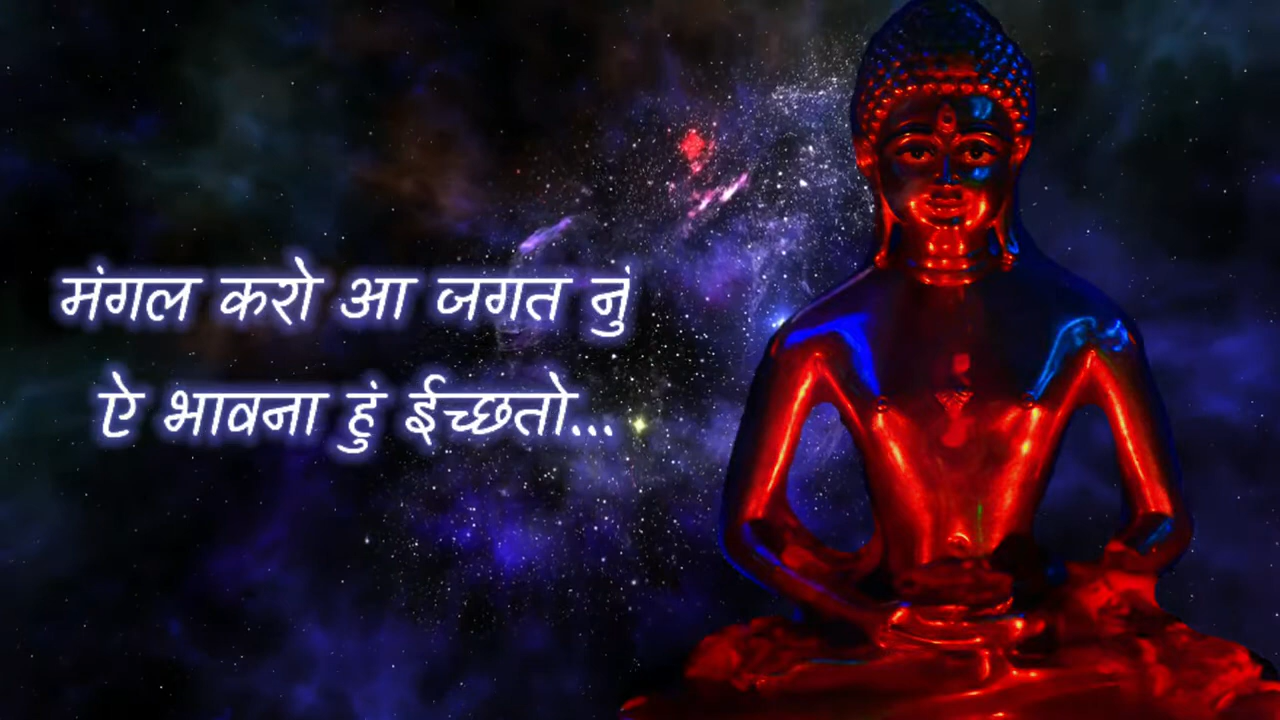 मंगल करो आ जगत नुं
ऐ भावना हुं ईच्छतो...